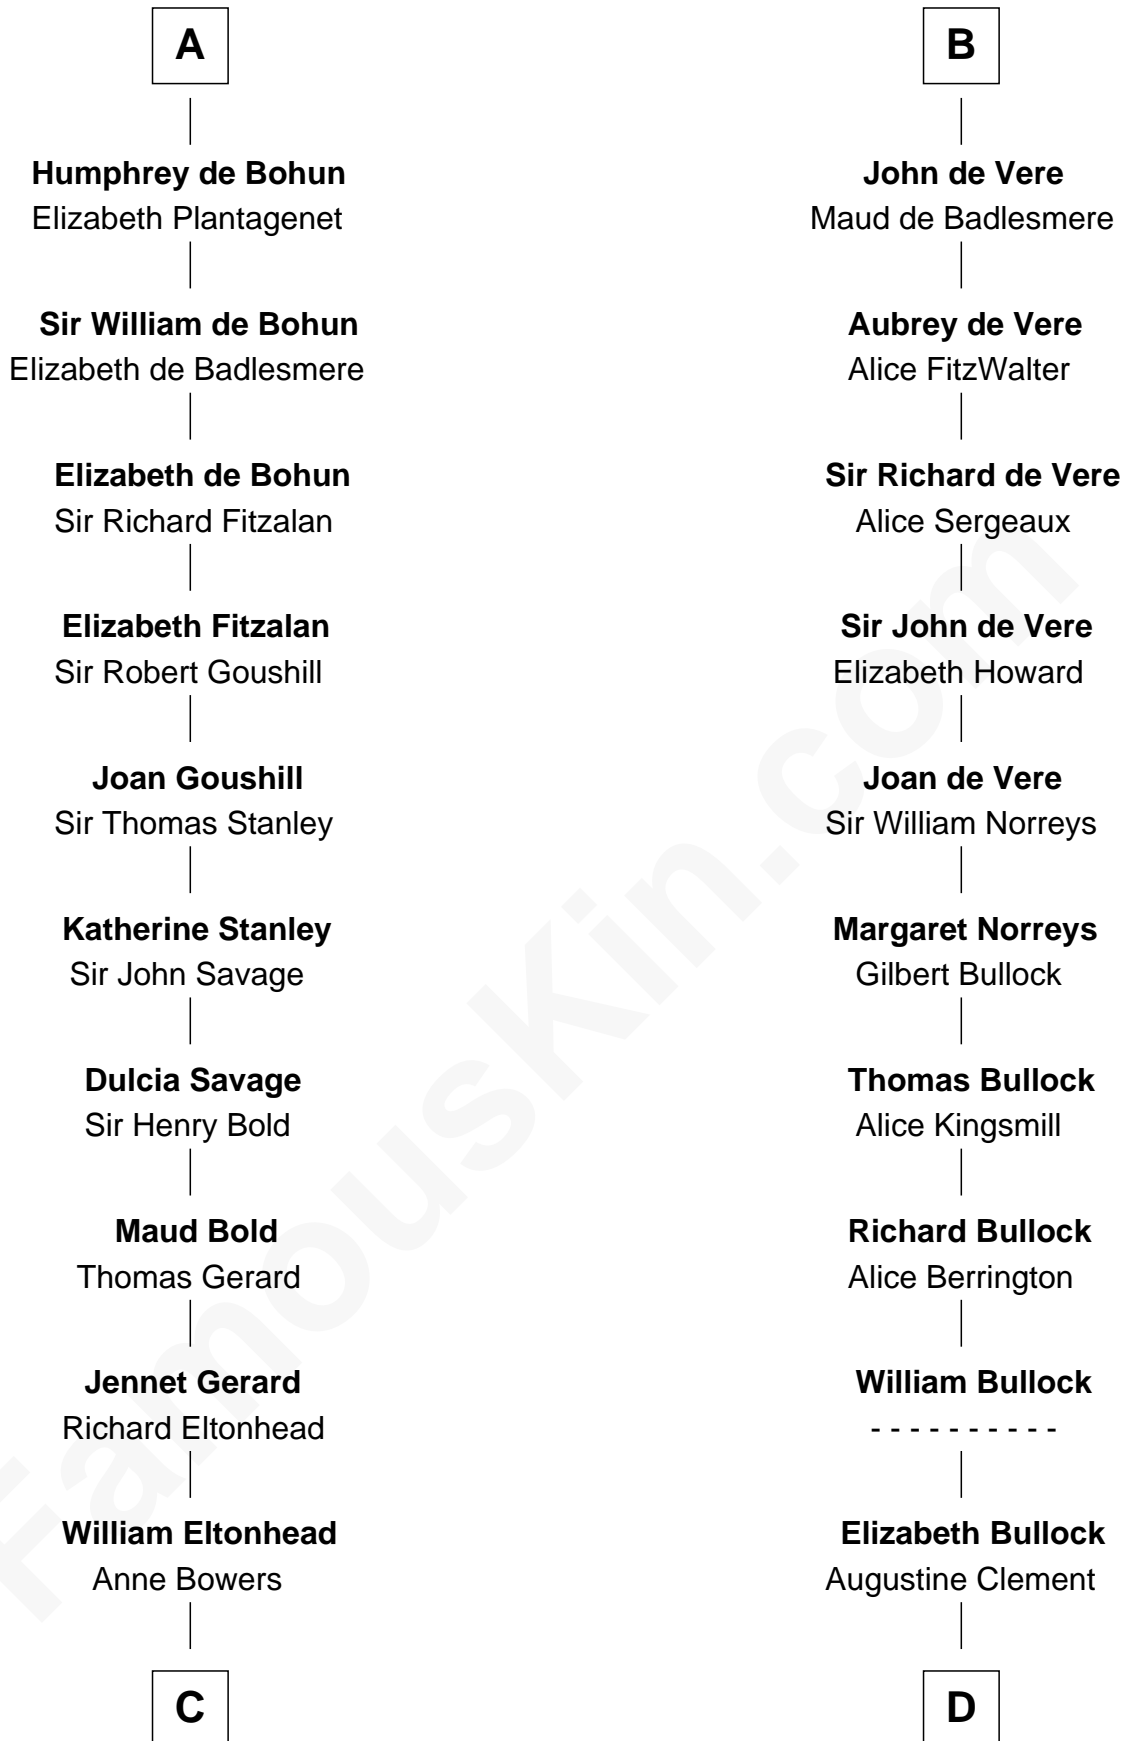 A
Humphrey de Bohun
Elizabeth Plantagenet
Sir William de Bohun
Elizabeth de Badlesmere
Elizabeth de Bohun
Sir Richard Fitzalan
Elizabeth Fitzalan
Sir Robert Goushill
Joan Goushill
Sir Thomas Stanley
Katherine Stanley
Sir John Savage
Dulcia Savage
Sir Henry Bold
Maud Bold
Thomas Gerard
Jennet Gerard
Richard Eltonhead
William Eltonhead
Anne Bowers
C
B
John de Vere
Maud de Badlesmere
Aubrey de Vere
Alice FitzWalter
Sir Richard de Vere
Alice Sergeaux
Sir John de Vere
Elizabeth Howard
Joan de Vere
Sir William Norreys
Margaret Norreys
Gilbert Bullock
Thomas Bullock
Alice Kingsmill
Richard Bullock
Alice Berrington
William Bullock
- - - - - - - - - -
Elizabeth Bullock
Augustine Clement
D
FamousKin.com